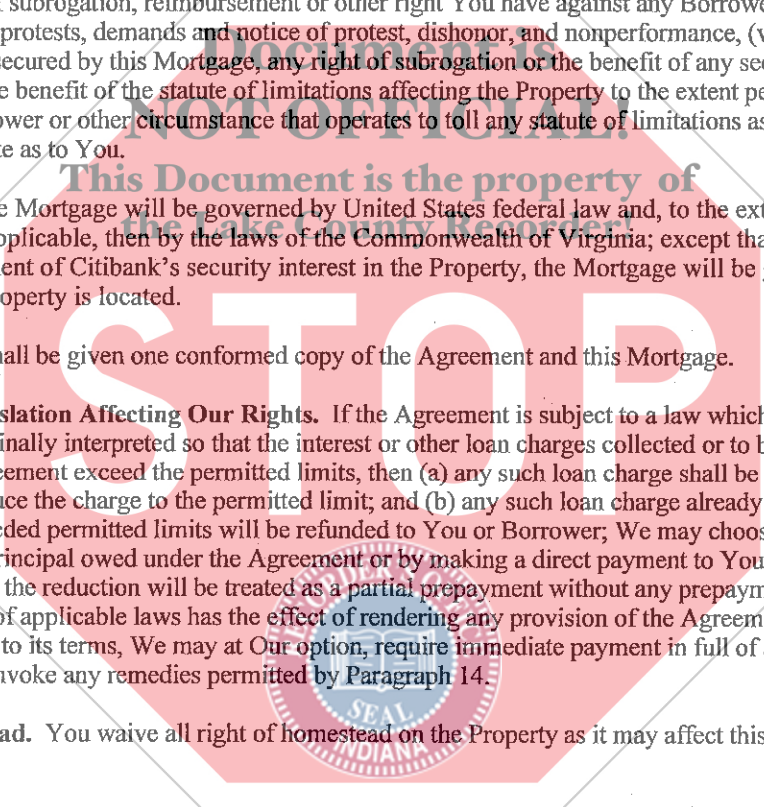 subrogation, reimbursement or other right You have against any Borrowe
protests, demands and notice of protest, dishonor, and nonperformance, (v
secured by this Mortgage, any right of subrogation or the benefit of any sec
e benefit of the statute of limitations affecting the Property to the extent pe
ower or other circumstance that operates to toll any statute of limitations as
te as to You.
Document is
NOT OFFICIAL!
This Document is the property of
the Lake County Recorder!
e Mortgage will be governed by United States federal law and, to the ext
pplicable, then by the laws of the Commonwealth of Virginia; except tha
ent of Citibank's security interest in the Property, the Mortgage will be
operty is located.
STOP
hall be given one conformed copy of the Agreement and this Mortgage.
slation Affecting Our Rights. If the Agreement is subject to a law which
inally interpreted so that the interest or other loan charges collected or to b
eement exceed the permitted limits, then (a) any such loan charge shall be
uce the charge to the permitted limit; and (b) any such loan charge already
eded permitted limits will be refunded to You or Borrower; We may choos
rincipal owed under the Agreement or by making a direct payment to You
the reduction will be treated as a partial prepayment without any prepaym
of applicable laws has the effect of rendering any provision of the Agreem
to its terms, We may at Our option, require immediate payment in full of
nvoke any remedies permitted by Paragraph 14.
SEAL
INDIANA
ad. You waive all right of homestead on the Property as it may affect this